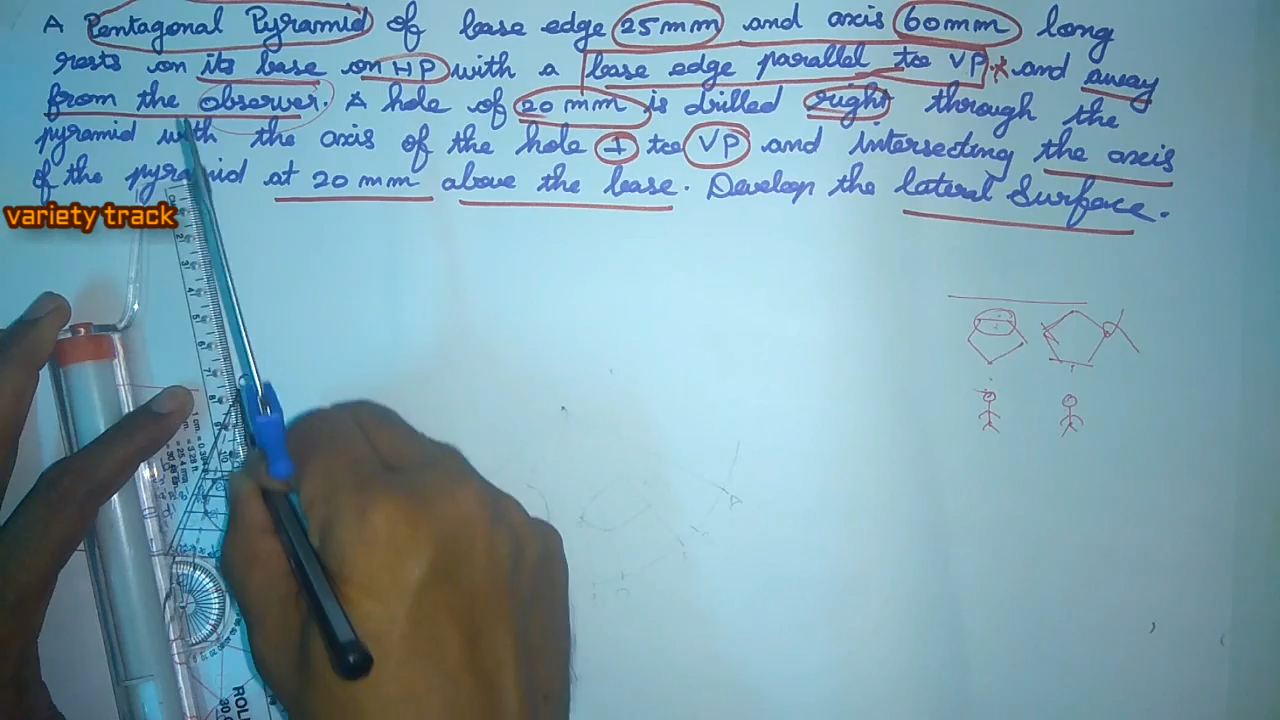 A Pentagonal Pyramid of base edge 25mm and axis 60mm long
rests on its base on HP with a base edge parallel to VP and away
from the observer. A hole of 20 mm is drilled right through the
pyramid with the axis of the hole ⊥ to VP and intersecting the axis
of the pyramid at 20 mm above the base. Develop the lateral Surface.
variety track